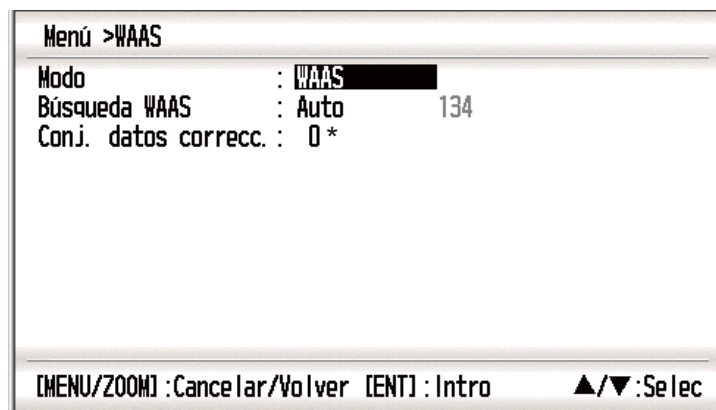 Menú >WAAS
Modo : WAAS
Búsqueda WAAS : Auto 134
Conj. datos correcc. : 0 *
[MENU/ZOOM] :Cancelar/Volver [ENT] :Intro ▲/▼:Selec